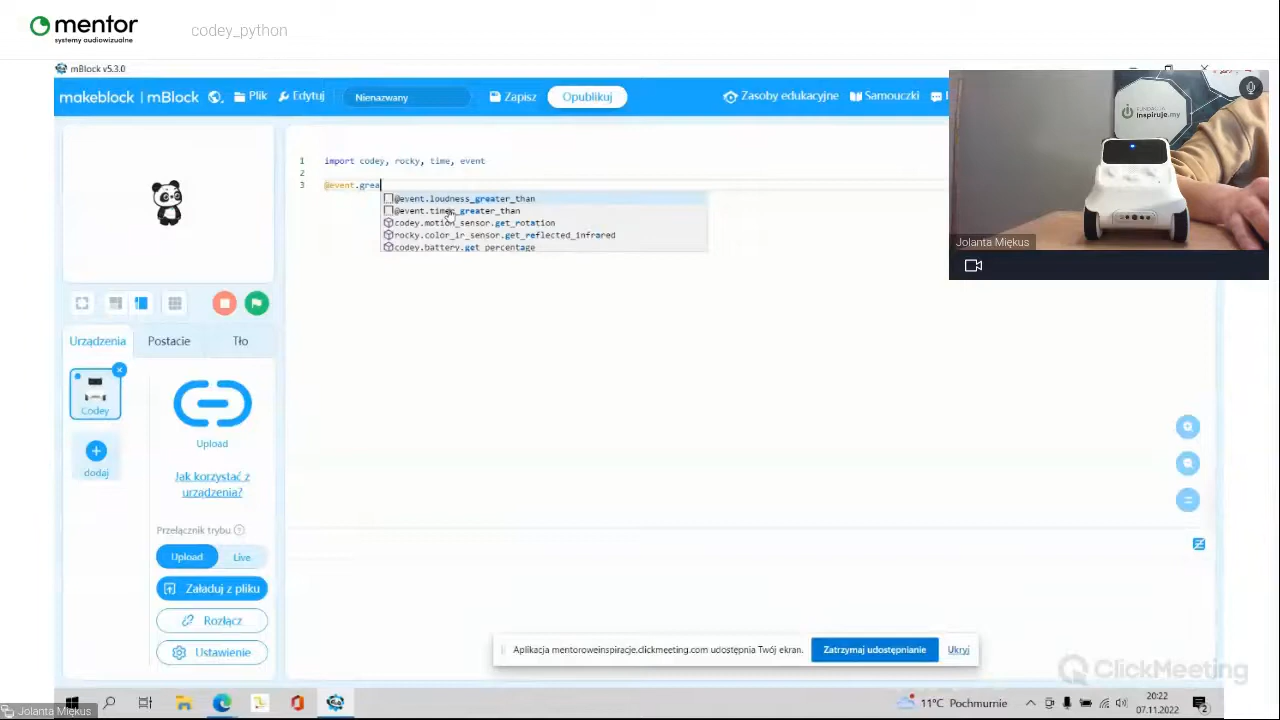 mentor
systemy audiowizualne
codey_python
mBlock v5.3.0
makeblock | mBlock
Plik
Edytuj
Nienazwany
Zapisz
Opublikuj
Zasoby edukacyjne
Samouczki
FUNDACJA
inspiruje.my
Jolanta Miękus
1 import codey, rocky, time, event
2
3 @event.grea
@event.loudness_greater_than
@event.timer_greater_than
codey.motion_sensor.get_rotation
rocky.color_ir_sensor.get_reflected_infrared
codey.battery.get_percentage
Urządzenia
Postacie
Tło
Codey
dodaj
Upload
Jak korzystać z
urządzenia?
Przełącznik trybu
Upload
Live
Załaduj z pliku
Rozłącz
Ustawienie
Aplikacja mentoroweinspiracje.clickmeeting.com udostępnia Twój ekran.
Zatrzymaj udostępnianie
Ukryj
ClickMeeting
Jolanta Miękus
11°C Pochmurnie
20:22
07.11.2022
2